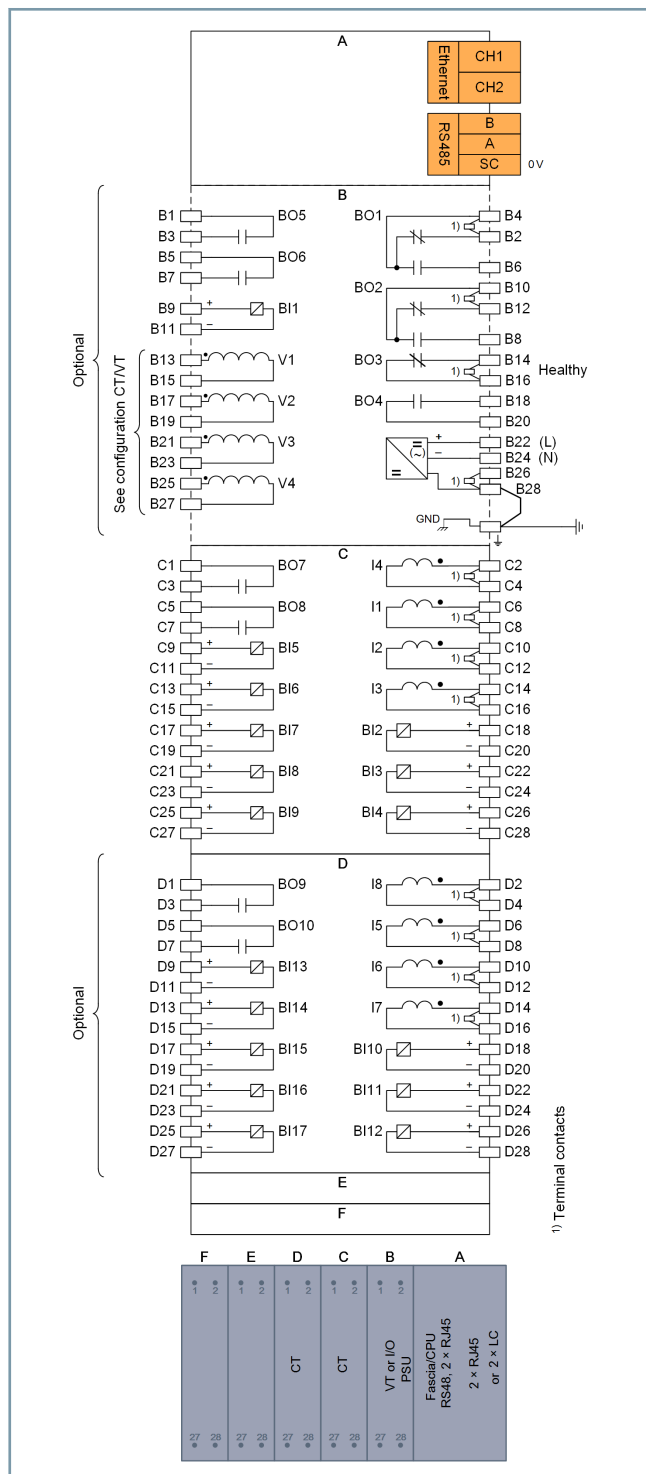 A
Ethernet
CH1
CH2
RS485
B
A
SC
0 V
B
Optional
See configuration CT/VT
B1 BO5 BO1 B4
B3 1) B2
B5 BO6
B7 B6
BO2 B10
B9 + BI1 1) B12
B11 –
B8
B13 V1 BO3 B14
B15 1) B16 Healthy
B17 V2 BO4 B18
B19 B20
B21 V3 = (~) = + B22 (L)
B23 – B24 (N)
B25 V4 1) B26
B28
B27
GND
C
C1 BO7 I4 C2
C3 1) C4
C5 BO8 I1 C6
C7 1) C8
C9 + BI5 I2 C10
C11 – 1) C12
C13 + BI6 I3 C14
C15 – 1) C16
C17 + BI7 BI2 + C18
C19 – – C20
C21 + BI8 BI3 + C22
C23 – – C24
C25 + BI9 BI4 + C26
C27 – – C28
D
Optional
D1 BO9 I8 D2
D3 1) D4
D5 BO10 I5 D6
D7 1) D8
D9 + BI13 I6 D10
D11 – 1) D12
D13 + BI14 I7 D14
D15 – 1) D16
D17 + BI15 BI10 + D18
D19 – – D20
D21 + BI16 BI11 + D22
D23 – – D24
D25 + BI17 BI12 + D26
D27 – – D28
E
F
1) Terminal contacts
F E D C B A
1 2 1 2 1 2 1 2 1 2
CT
CT
VT or I/O
PSU
Fascia/CPU
RS48, 2 × RJ45
2 × RJ45
or 2 × LC
27 28 27 28 27 28 27 28 27 28